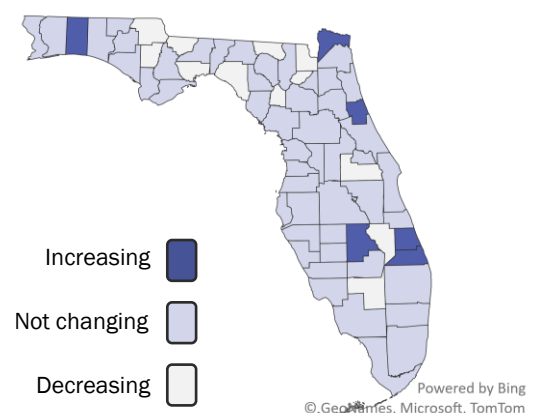 Increasing
Not changing
Decreasing
Powered by Bing
© GeoNames, Microsoft, TomTom